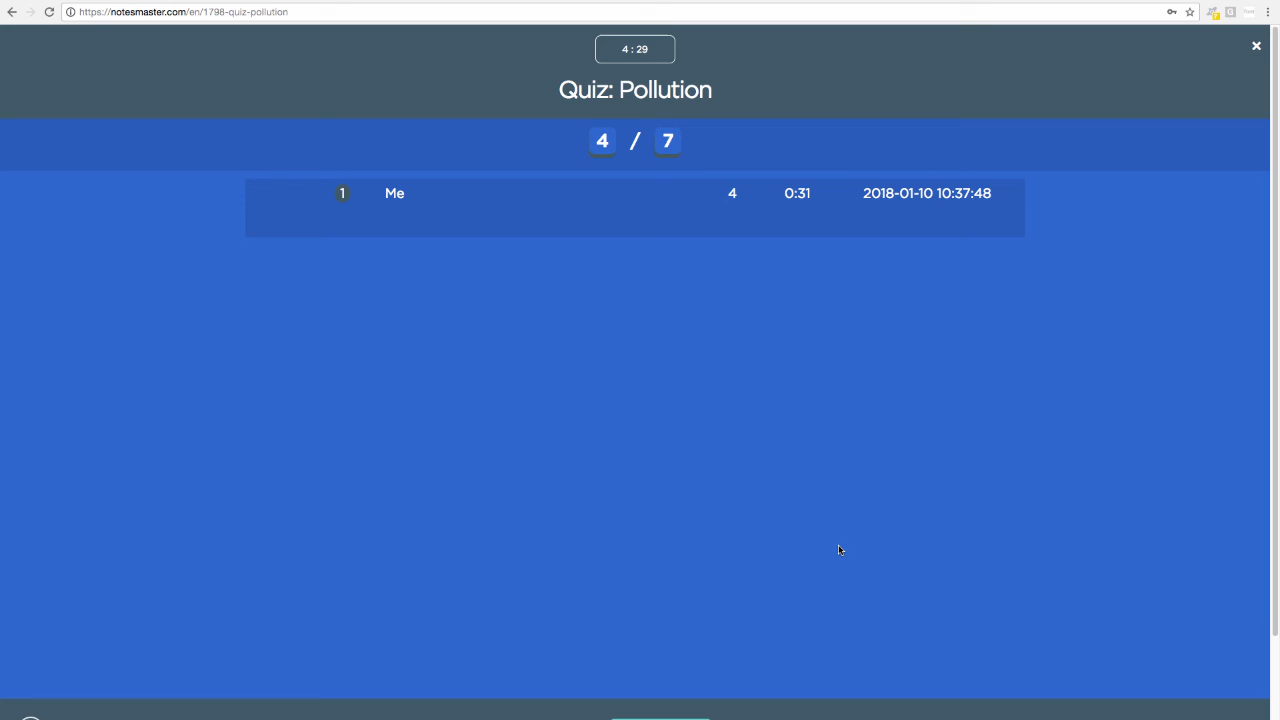 https://notesmaster.com/en/1798-quiz-pollution
4 : 29
Quiz: Pollution
4 / 7
1 Me 4 0:31 2018-01-10 10:37:48